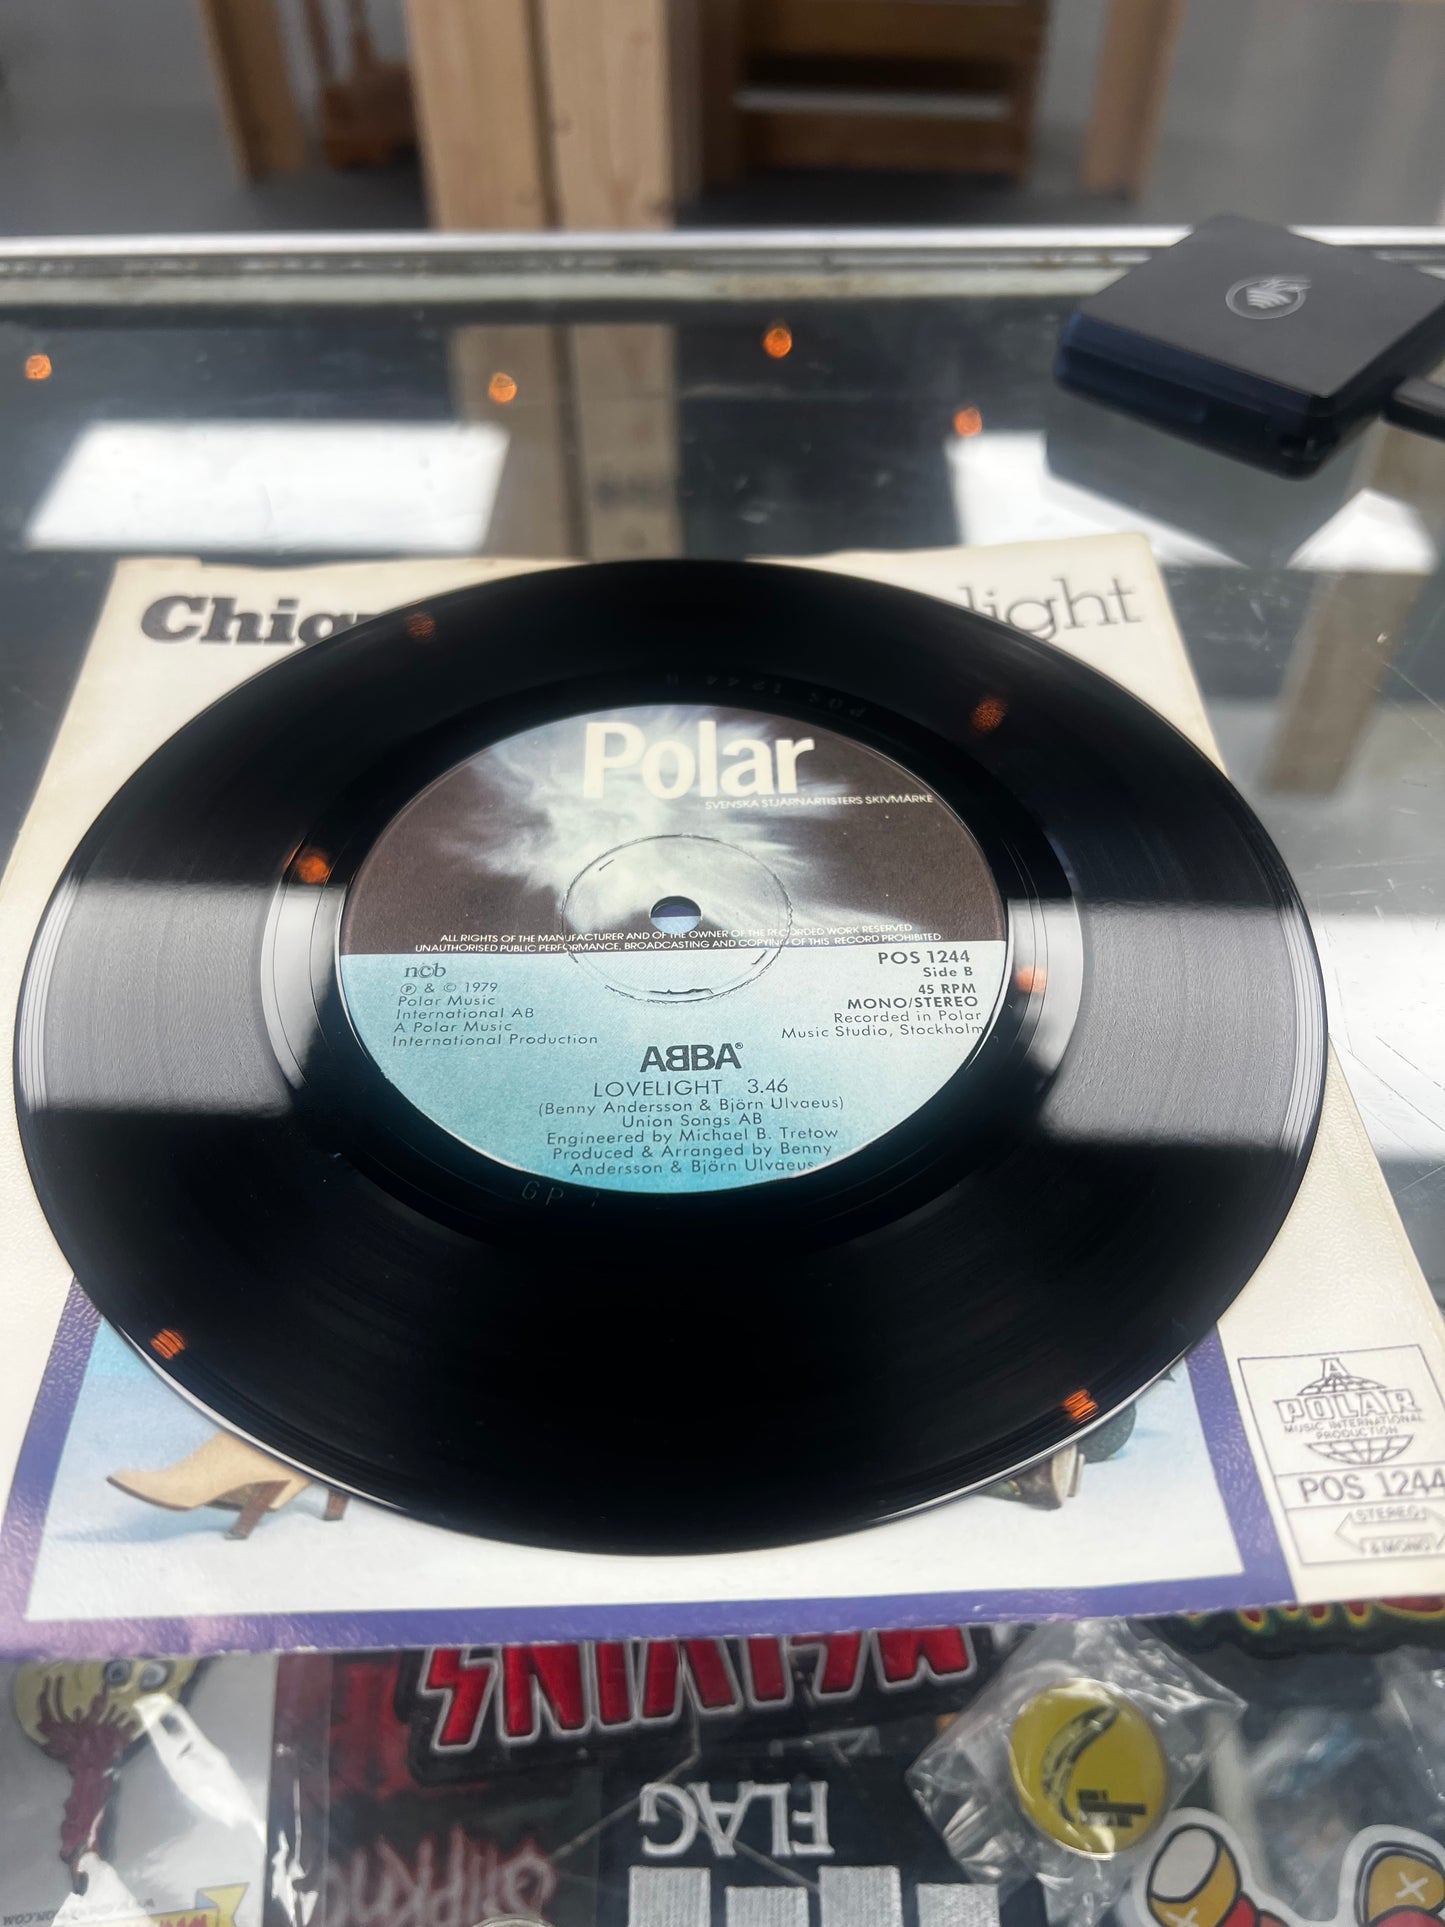 Chiq
light
POS 1244 B
Polar
SVENSKA STJÄRNARTISTERS SKIVMÄRKE
ALL RIGHTS OF THE MANUFACTURER AND OF THE OWNER OF THE RECORDED WORK RESERVED
UNAUTHORISED PUBLIC PERFORMANCE, BROADCASTING AND COPYING OF THIS RECORD PROHIBITED
ncb
℗ & © 1979
Polar Music
International AB
A Polar Music
International Production
POS 1244
Side B
45 RPM
MONO/STEREO
Recorded in Polar
Music Studio, Stockholm
ABBA®
LOVELIGHT 3.46
(Benny Andersson & Björn Ulvaeus)
Union Songs AB
Engineered by Michael B. Tretow
Produced & Arranged by Benny
Andersson & Björn Ulvaeus
GP
A
POLAR
MUSIC INTERNATIONAL
PRODUCTION
POS 1244
STEREO
& MONO
FLAG